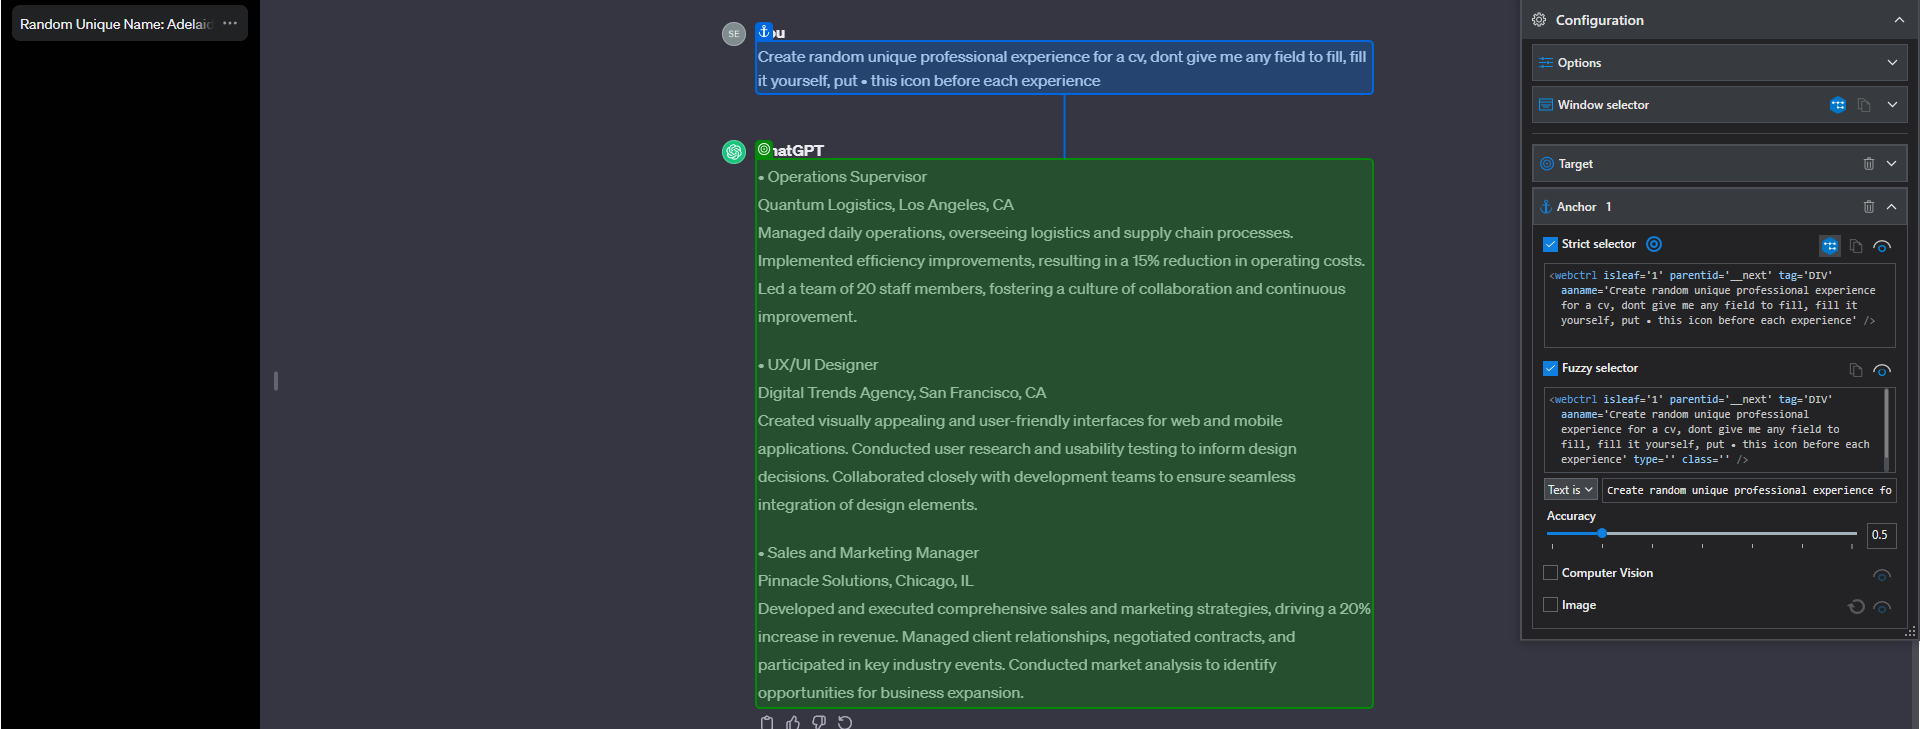 Random Unique Name: Adelaid
SE
ou
Create random unique professional experience for a cv, dont give me any field to fill, fill
it yourself, put • this icon before each experience
hatGPT
• Operations Supervisor
Quantum Logistics, Los Angeles, CA
Managed daily operations, overseeing logistics and supply chain processes.
Implemented efficiency improvements, resulting in a 15% reduction in operating costs.
Led a team of 20 staff members, fostering a culture of collaboration and continuous
improvement.
• UX/UI Designer
Digital Trends Agency, San Francisco, CA
Created visually appealing and user-friendly interfaces for web and mobile
applications. Conducted user research and usability testing to inform design
decisions. Collaborated closely with development teams to ensure seamless
integration of design elements.
• Sales and Marketing Manager
Pinnacle Solutions, Chicago, IL
Developed and executed comprehensive sales and marketing strategies, driving a 20%
increase in revenue. Managed client relationships, negotiated contracts, and
participated in key industry events. Conducted market analysis to identify
opportunities for business expansion.
Configuration
Options
Window selector
Target
Anchor 1
Strict selector
<webctrl isleaf='1' parentid='__next' tag='DIV'
aaname='Create random unique professional experience
for a cv, dont give me any field to fill, fill it
yourself, put • this icon before each experience' />
Fuzzy selector
<webctrl isleaf='1' parentid='__next' tag='DIV'
aaname='Create random unique professional
experience for a cv, dont give me any field to
fill, fill it yourself, put • this icon before each
experience' type='' class='' />
Text is
Create random unique professional experience fo
Accuracy
0.5
Computer Vision
Image